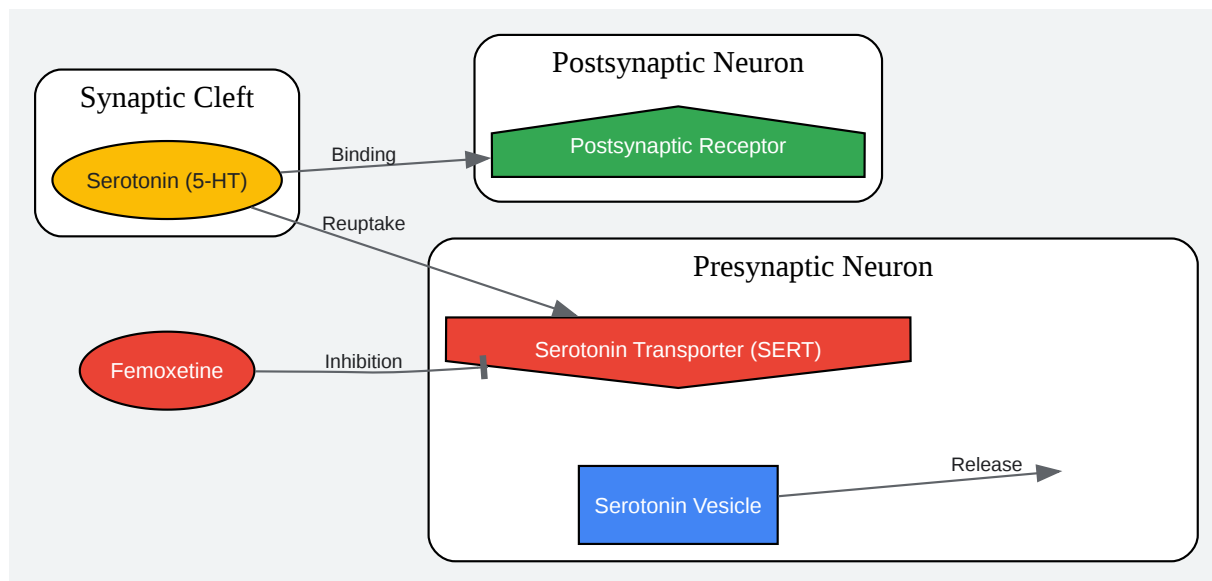 Postsynaptic Neuron
Synaptic Cleft
Postsynaptic Receptor
Binding
Serotonin (5-HT)
Reuptake
Presynaptic Neuron
Serotonin Transporter (SERT)
Inhibition
Femoxetine
Release
Serotonin Vesicle